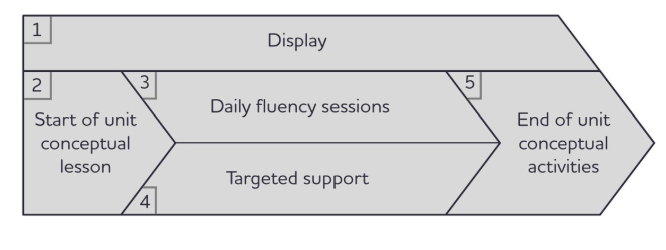 1
Display
2
Start of unit
conceptual
lesson
3
Daily fluency sessions
4
Targeted support
5
End of unit
conceptual
activities